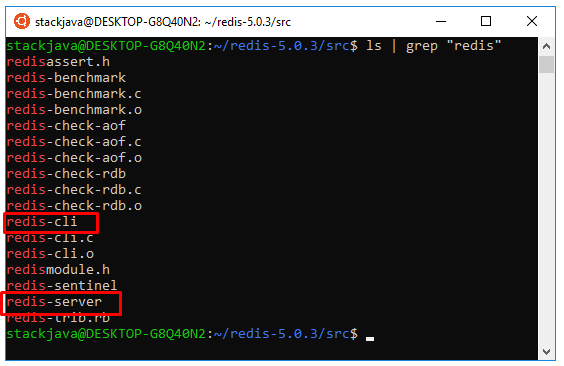 stackjava@DESKTOP-G8Q40N2: ~/redis-5.0.3/src
stackjava@DESKTOP-G8Q40N2:~/redis-5.0.3/src$ ls | grep "redis"
redisassert.h
redis-benchmark
redis-benchmark.c
redis-benchmark.o
redis-check-aof
redis-check-aof.c
redis-check-aof.o
redis-check-rdb
redis-check-rdb.c
redis-check-rdb.o
redis-cli
redis-cli.c
redis-cli.o
redismodule.h
redis-sentinel
redis-server
redis-trib.rb
stackjava@DESKTOP-G8Q40N2:~/redis-5.0.3/src$